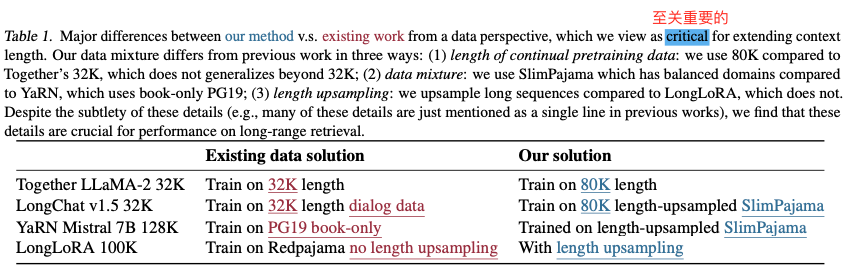 至关重要的
Table 1. Major differences between our method v.s. existing work from a data perspective, which we view as critical for extending context
length. Our data mixture differs from previous work in three ways: (1) length of continual pretraining data: we use 80K compared to
Together's 32K, which does not generalizes beyond 32K; (2) data mixture: we use SlimPajama which has balanced domains compared
to YaRN, which uses book-only PG19; (3) length upsampling: we upsample long sequences compared to LongLoRA, which does not.
Despite the subtlety of these details (e.g., many of these details are just mentioned as a single line in previous works), we find that these
details are crucial for performance on long-range retrieval.
Existing data solution Our solution
Together LLaMA-2 32K Train on 32K length Train on 80K length
LongChat v1.5 32K Train on 32K length dialog data Train on 80K length-upsampled SlimPajama
YaRN Mistral 7B 128K Train on PG19 book-only Trained on length-upsampled SlimPajama
LongLoRA 100K Train on Redpajama no length upsampling With length upsampling